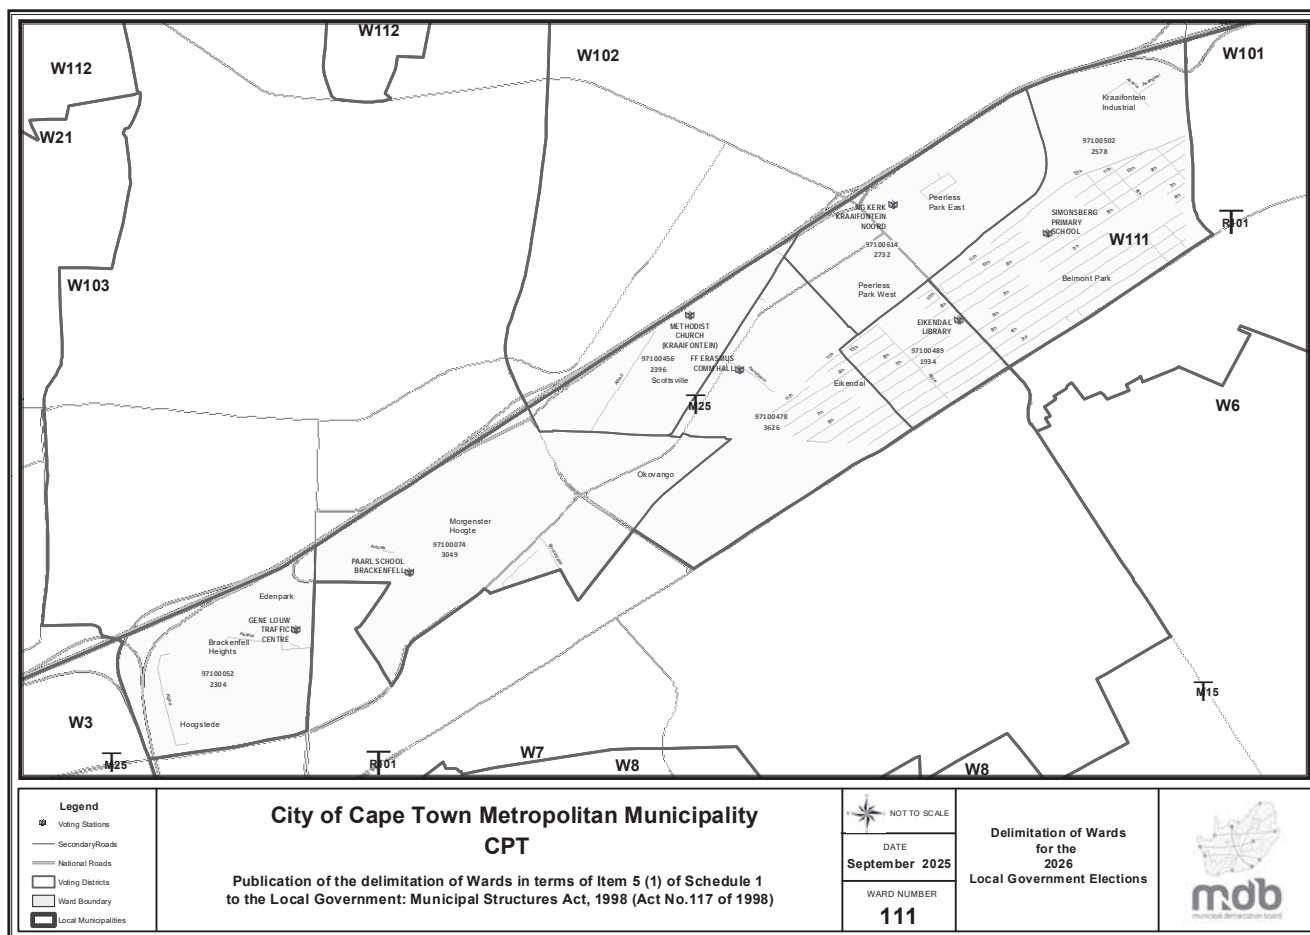 W112
W112
W102
W101
W21
W103
Kraaifontein
Industrial
97100502
2578
Peerless
Park East
NG KERK
KRAAIFONTEIN
NOORD
97100614
2732
SIMONSBERG
PRIMARY
SCHOOL
R101
W111
Belmont Park
Peerless
Park West
METHODIST
CHURCH
(KRAAIFONTEIN)
97100456
2396
Scottsville
FF ERASMUS
COMM HALL
EIKENDAL
LIBRARY
97100489
1934
Eikendal
M25
97100478
3626
W6
Okovango
Morgenster
Hoogte
97100074
3049
PAARL SCHOOL
BRACKENFELL
Edenpark
GENE LOUW
TRAFFIC
CENTRE
Brackenfell
Heights
97100052
2304
Hoogstede
W3
M25
R101
W7
W8
W8
M15
Legend
Voting Stations
SecondaryRoads
National Roads
Voting Districts
Ward Boundary
Local Municipalities
City of Cape Town Metropolitan Municipality
CPT
Publication of the delimitation of Wards in terms of Item 5 (1) of Schedule 1
to the Local Government: Municipal Structures Act, 1998 (Act No.117 of 1998)
NOT TO SCALE
DATE
September 2025
WARD NUMBER
111
Delimitation of Wards
for the
2026
Local Government Elections
mdb
municipal demarcation board